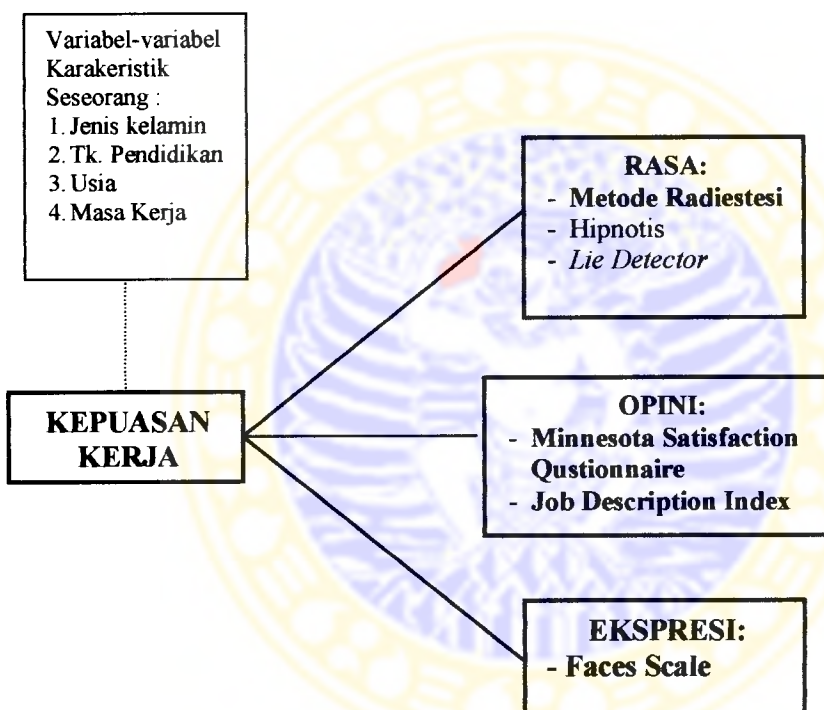 Variabel-variabel
Karakeristik
Seseorang :
1. Jenis kelamin
2. Tk. Pendidikan
3. Usia
4. Masa Kerja
KEPUASAN
KERJA
RASA:
- Metode Radiestesi
- Hipnotis
- Lie Detector
OPINI:
- Minnesota Satisfaction
Qustionnaire
- Job Description Index
EKSPRESI:
- Faces Scale